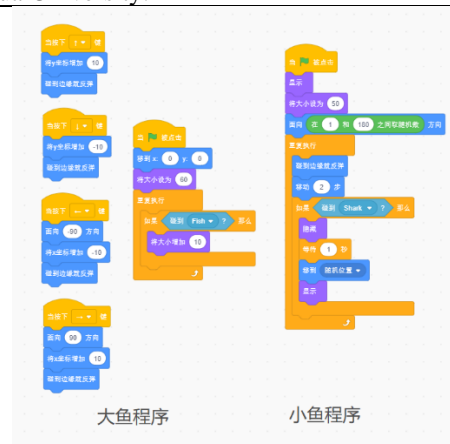 当按下 ↑ 键
将y坐标增加 10
碰到边缘就反弹
当按下 ↓ 键
将y坐标增加 -10
碰到边缘就反弹
当按下 ← 键
面向 -90 方向
将x坐标增加 -10
碰到边缘就反弹
当按下 → 键
面向 90 方向
将x坐标增加 10
碰到边缘就反弹
当 被点击
移到 x: 0 y: 0
将大小设为 60
重复执行
如果 碰到 Fish ? 那么
将大小增加 10
大鱼程序
当 被点击
显示
将大小设为 50
面向 在 1 和 180 之间取随机数 方向
重复执行
碰到边缘就反弹
移动 2 步
如果 碰到 Shark ? 那么
隐藏
等待 1 秒
移到 随机位置
显示
小鱼程序